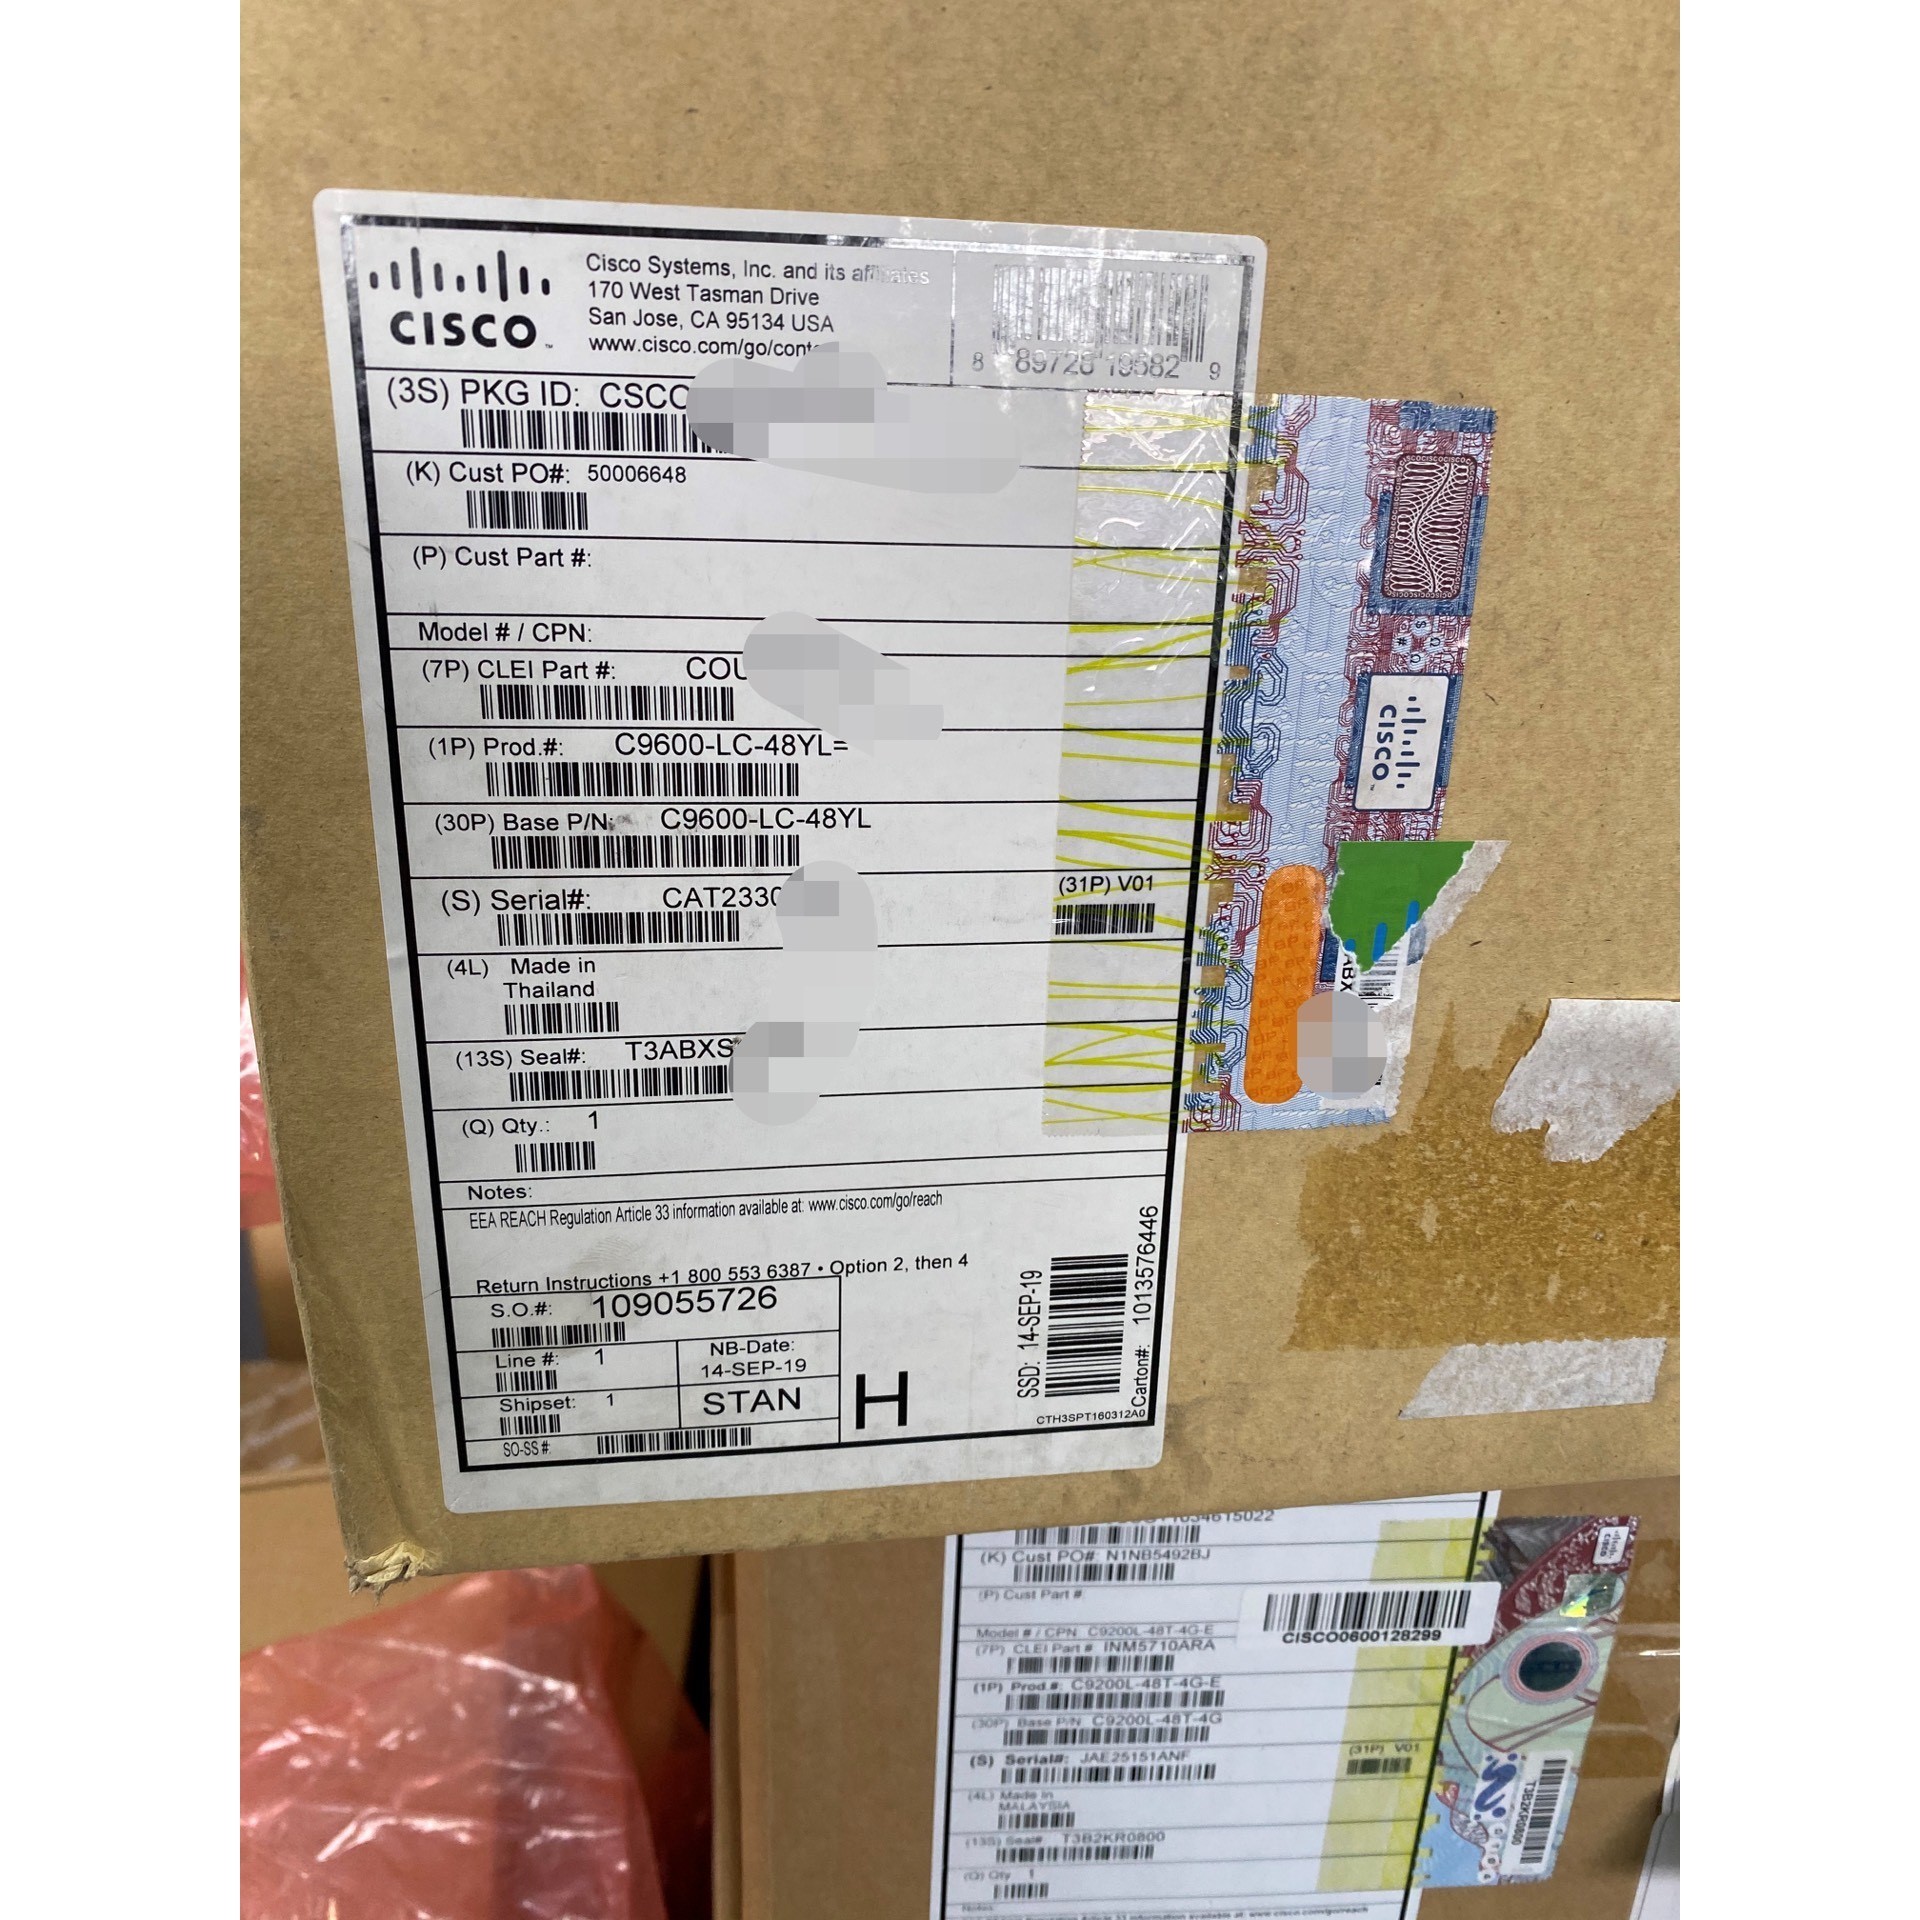 CISCO
Cisco Systems, Inc. and its affiliates
170 West Tasman Drive
San Jose, CA 95134 USA
www.cisco.com/go/cont
8 89728 19582 9
(3S) PKG ID: CSCO
(K) Cust PO#: 50006648
(P) Cust Part #:
Model # / CPN:
(7P) CLEI Part #: COU
(1P) Prod.#: C9600-LC-48YL=
(30P) Base P/N: C9600-LC-48YL
(S) Serial#: CAT2330
(31P) V01
(4L) Made in
Thailand
(13S) Seal#: T3ABXS
(Q) Qty.: 1
Notes:
EEA REACH Regulation Article 33 information available at: www.cisco.com/go/reach
Return Instructions +1 800 553 6387 • Option 2, then 4
S.O.#: 109055726
Line #: 1
NB-Date:
14-SEP-19
Shipset: 1
STAN
SO-SS#:
H
SSD: 14-SEP-19
Carton#: 1013576446
CTH3SPT160312A0
CISCO
ABX
(K) Cust PO#: N1NB5492BJ
(P) Cust Part #
Model # / CPN C9200L-48T-4G-E
(7P) CLEI Part # INM5710ARA
(1P) Prod.#: C9200L-48T-4G-E
(30P) Base P/N C9200L-48T-4G
(S) Serial#: JAE25151ANF
(31P) V01
(4L) Made in
MALAYSIA
(13S) Seal# T3B2KR0800
(Q) Qty 1
Notes:
CISCO0600128299
CISCO
T3B2KR0800